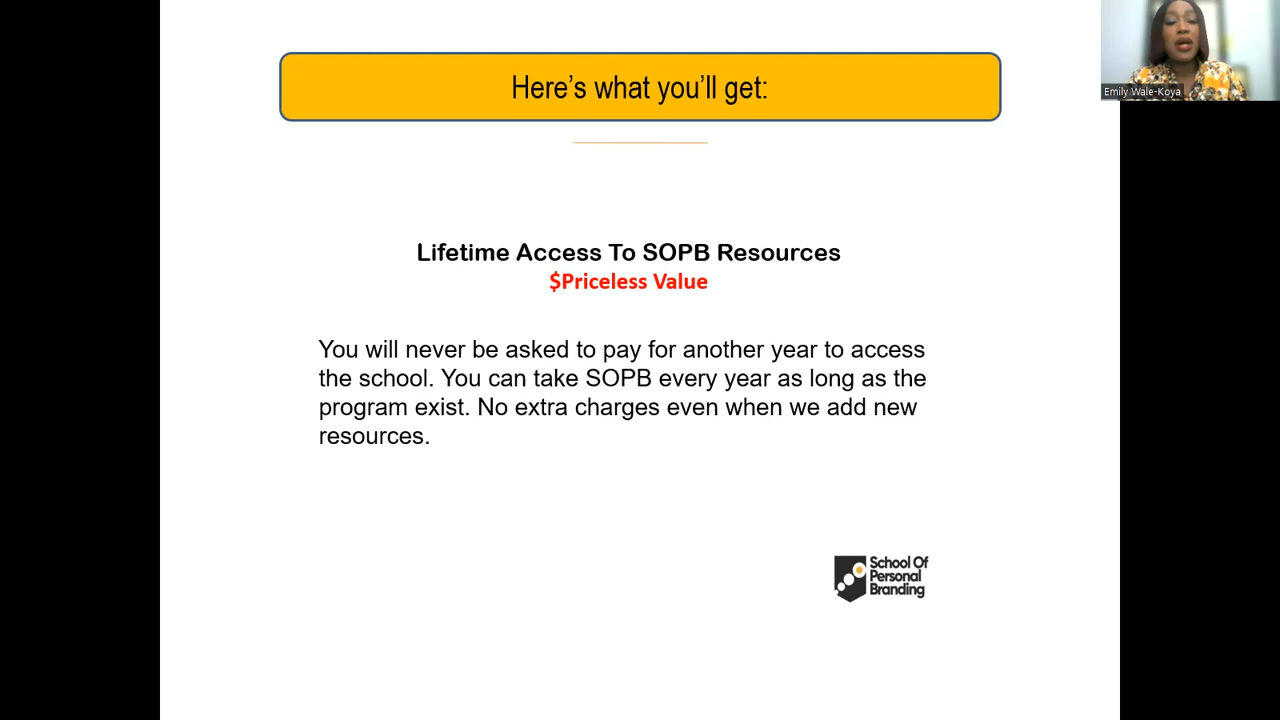 Here’s what you’ll get:
Emily Wale-Koya
Lifetime Access To SOPB Resources
$Priceless Value
You will never be asked to pay for another year to access
the school. You can take SOPB every year as long as the
program exist. No extra charges even when we add new
resources.
School Of
Personal
Branding